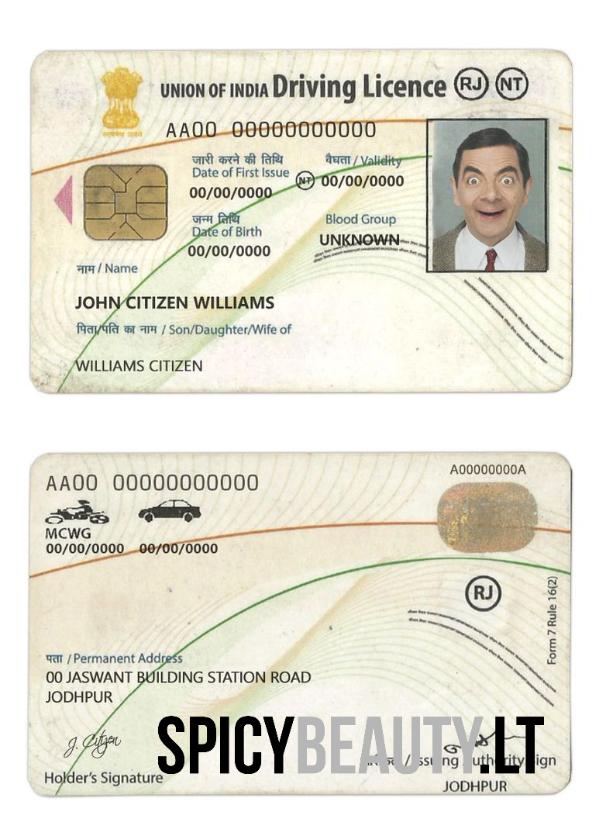 UNION OF INDIA Driving Licence RJ NT
AA00 00000000000
जारी करने की तिथि
Date of First Issue
00/00/0000
वैधता / Validity
NT 00/00/0000
जन्म तिथि
Date of Birth
00/00/0000
Blood Group
UNKNOWN
नाम / Name
JOHN CITIZEN WILLIAMS
पिता/पति का नाम / Son/Daughter/Wife of
WILLIAMS CITIZEN
AA00 00000000000
A00000000A
MCWG
00/00/0000 00/00/0000
RJ
Form 7 Rule 16(2)
पता / Permanent Address
00 JASWANT BUILDING STATION ROAD
JODHPUR
J. Citizen
SPICYBEAUTY.LT
Holder's Signature
Issuing Authority Sign
JODHPUR